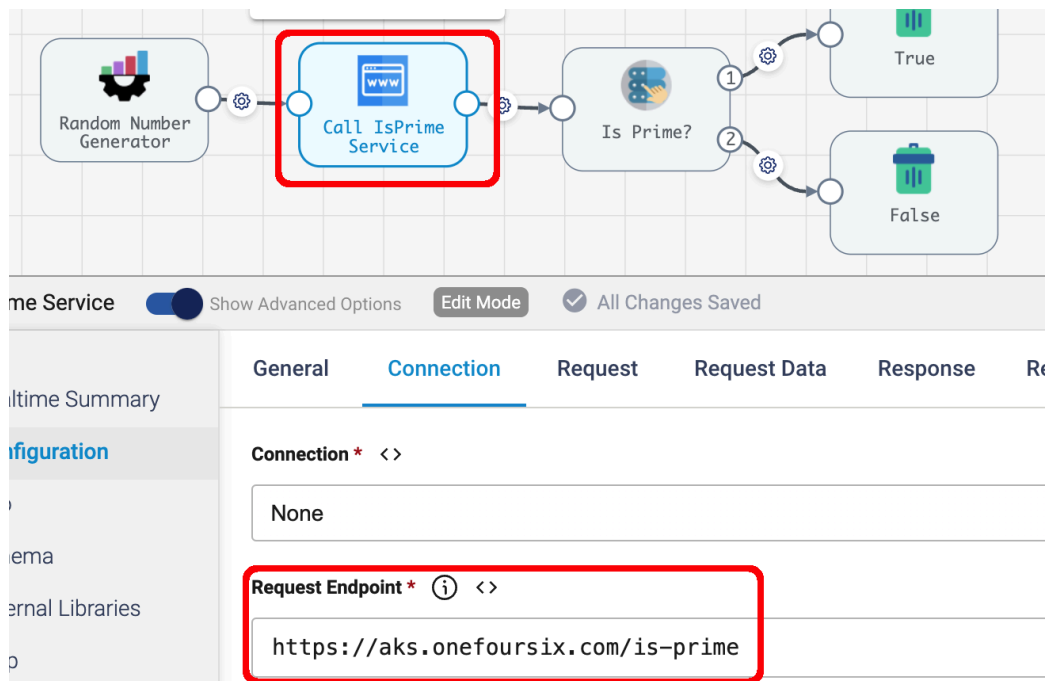 Random Number
Generator
www
Call IsPrime
Service
Is Prime?
1
2
True
False
me Service
Show Advanced Options
Edit Mode
All Changes Saved
General
Connection
Request
Request Data
Response
Re
ltime Summary
nfiguration
ema
ernal Libraries
p
Connection *
None
Request Endpoint *
https://aks.onefoursix.com/is-prime